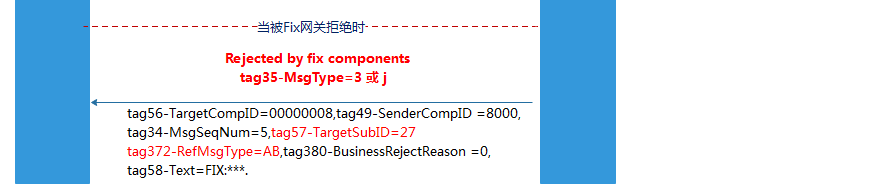 当被Fix网关拒绝时
Rejected by fix components
tag35-MsgType=3 或 j
tag56-TargetCompID=00000008,tag49-SenderCompID =8000,
tag34-MsgSeqNum=5,tag57-TargetSubID=27
tag372-RefMsgType=AB,tag380-BusinessRejectReason =0,
tag58-Text=FIX:***.